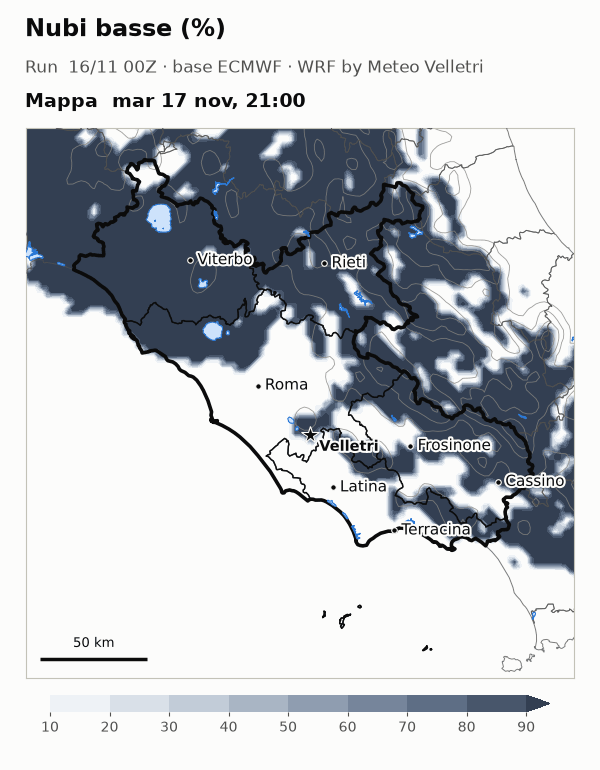 Nubi basse (%)
Run 16/11 00Z · base ECMWF · WRF by Meteo Velletri
Mappa mar 17 nov, 21:00
Viterbo
Rieti
Roma
Velletri
Frosinone
Cassino
Latina
Terracina
50 km
10 20 30 40 50 60 70 80 90